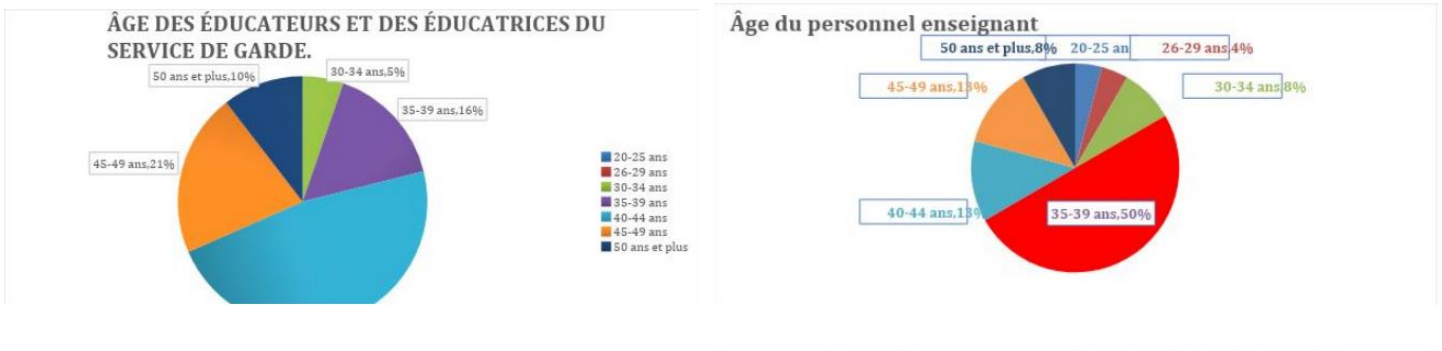 ÂGE DES ÉDUCATEURS ET DES ÉDUCATRICES DU
SERVICE DE GARDE.
50 ans et plus,10%
30-34 ans,5%
35-39 ans,16%
45-49 ans,21%
20-25 ans
26-29 ans
30-34 ans
35-39 ans
40-44 ans
45-49 ans
50 ans et plus
Âge du personnel enseignant
50 ans et plus,8%
20-25 an
26-29 ans,4%
45-49 ans,13%
30-34 ans,8%
40-44 ans,13%
35-39 ans,50%